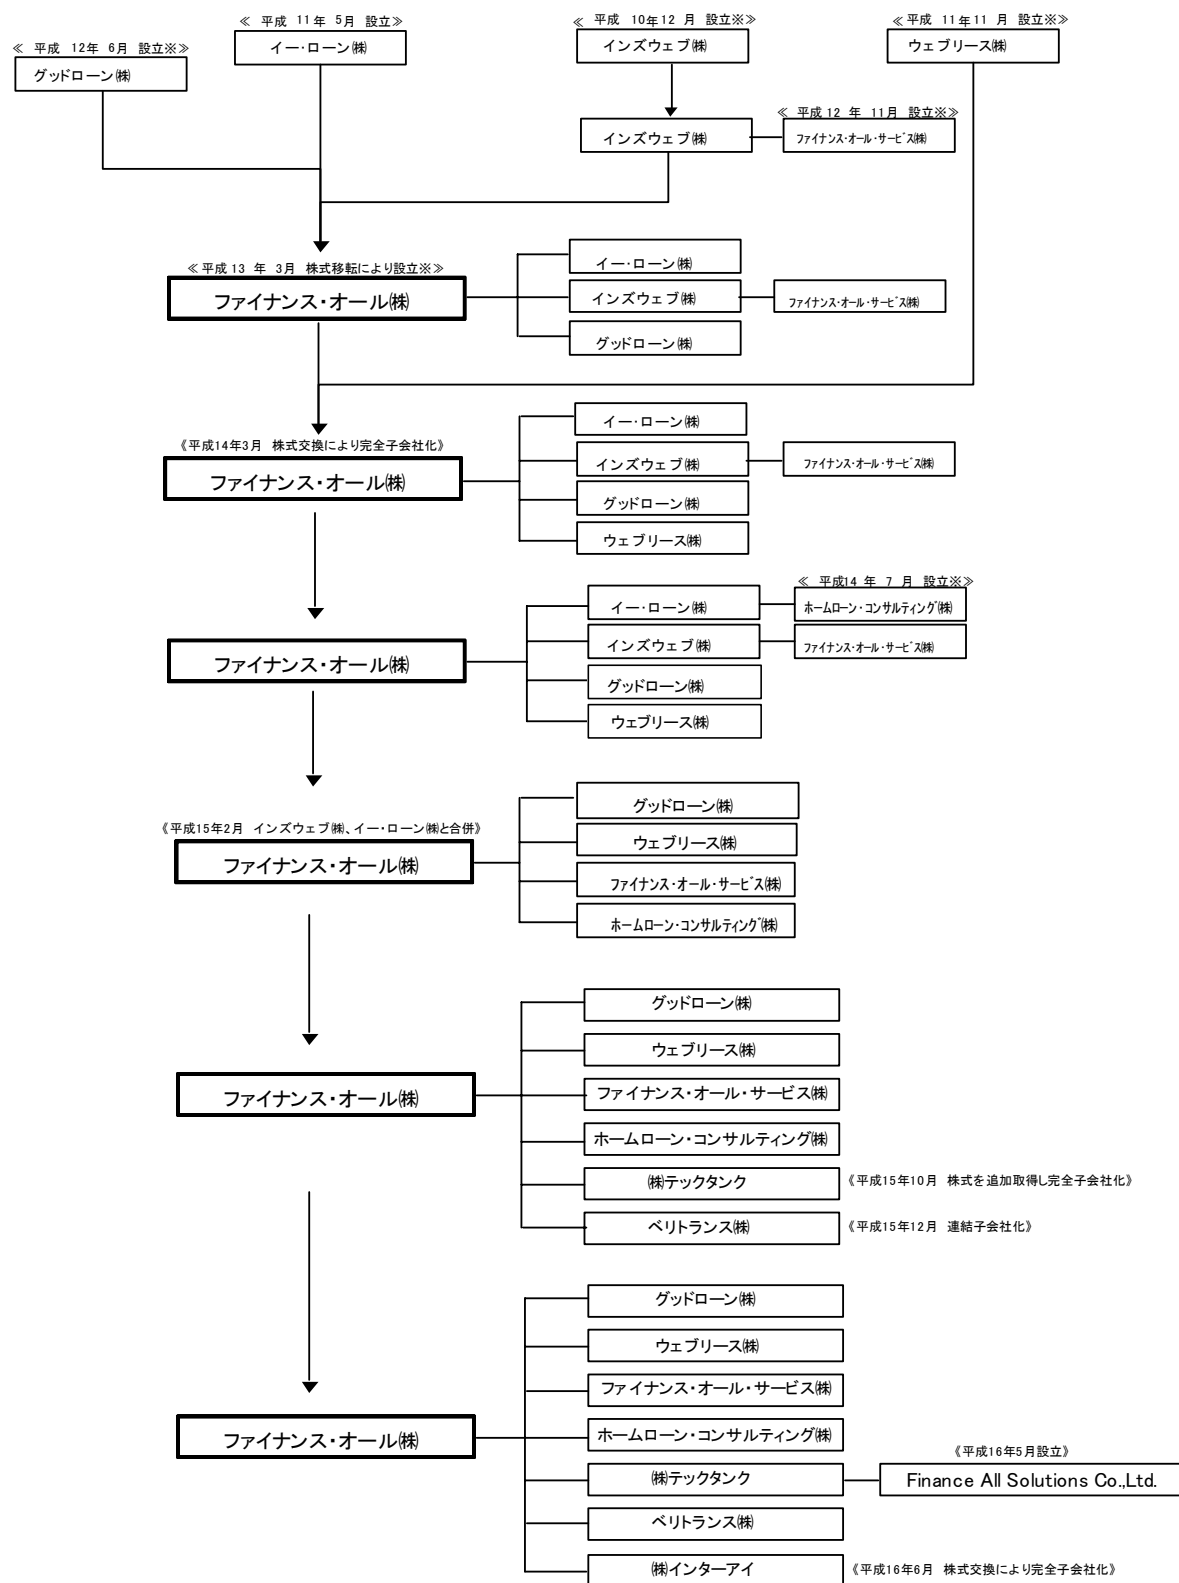 ≪ 平成 11年 5月 設立≫
≪ 平成 10年12 月 設立※≫
≪ 平成 11年11 月 設立※≫
≪ 平成 12年 6月 設立※≫
イー・ローン㈱
インズウェブ㈱
ウェブリース㈱
グッドローン㈱
≪ 平成 12 年 11月 設立※≫
インズウェブ㈱
ファイナンス・オール・サービス㈱
≪ 平成 13 年 3月 株式移転により設立※≫
イー・ローン㈱
ファイナンス・オール㈱
インズウェブ㈱
ファイナンス・オール・サービス㈱
グッドローン㈱
《平成14年3月 株式交換により完全子会社化》
イー・ローン㈱
インズウェブ㈱
ファイナンス・オール・サービス㈱
ファイナンス・オール㈱
グッドローン㈱
ウェブリース㈱
≪ 平成14 年 7 月 設立※≫
イー・ローン㈱
ホームローン・コンサルティング㈱
インズウェブ㈱
ファイナンス・オール・サービス㈱
ファイナンス・オール㈱
グッドローン㈱
ウェブリース㈱
《平成15年2月 インズウェブ㈱、イー・ローン㈱と合併》
グッドローン㈱
ウェブリース㈱
ファイナンス・オール㈱
ファイナンス・オール・サービス㈱
ホームローン・コンサルティング㈱
グッドローン㈱
ウェブリース㈱
ファイナンス・オール㈱
ファイナンス・オール・サービス㈱
ホームローン・コンサルティング㈱
㈱テックタンク
《平成15年10月 株式を追加取得し完全子会社化》
ベリトランス㈱
《平成15年12月 連結子会社化》
グッドローン㈱
ウェブリース㈱
ファイナンス・オール・サービス㈱
ファイナンス・オール㈱
ホームローン・コンサルティング㈱
《平成16年5月設立》
㈱テックタンク
Finance All Solutions Co.,Ltd.
ベリトランス㈱
㈱インターアイ
《平成16年6月 株式交換により完全子会社化》